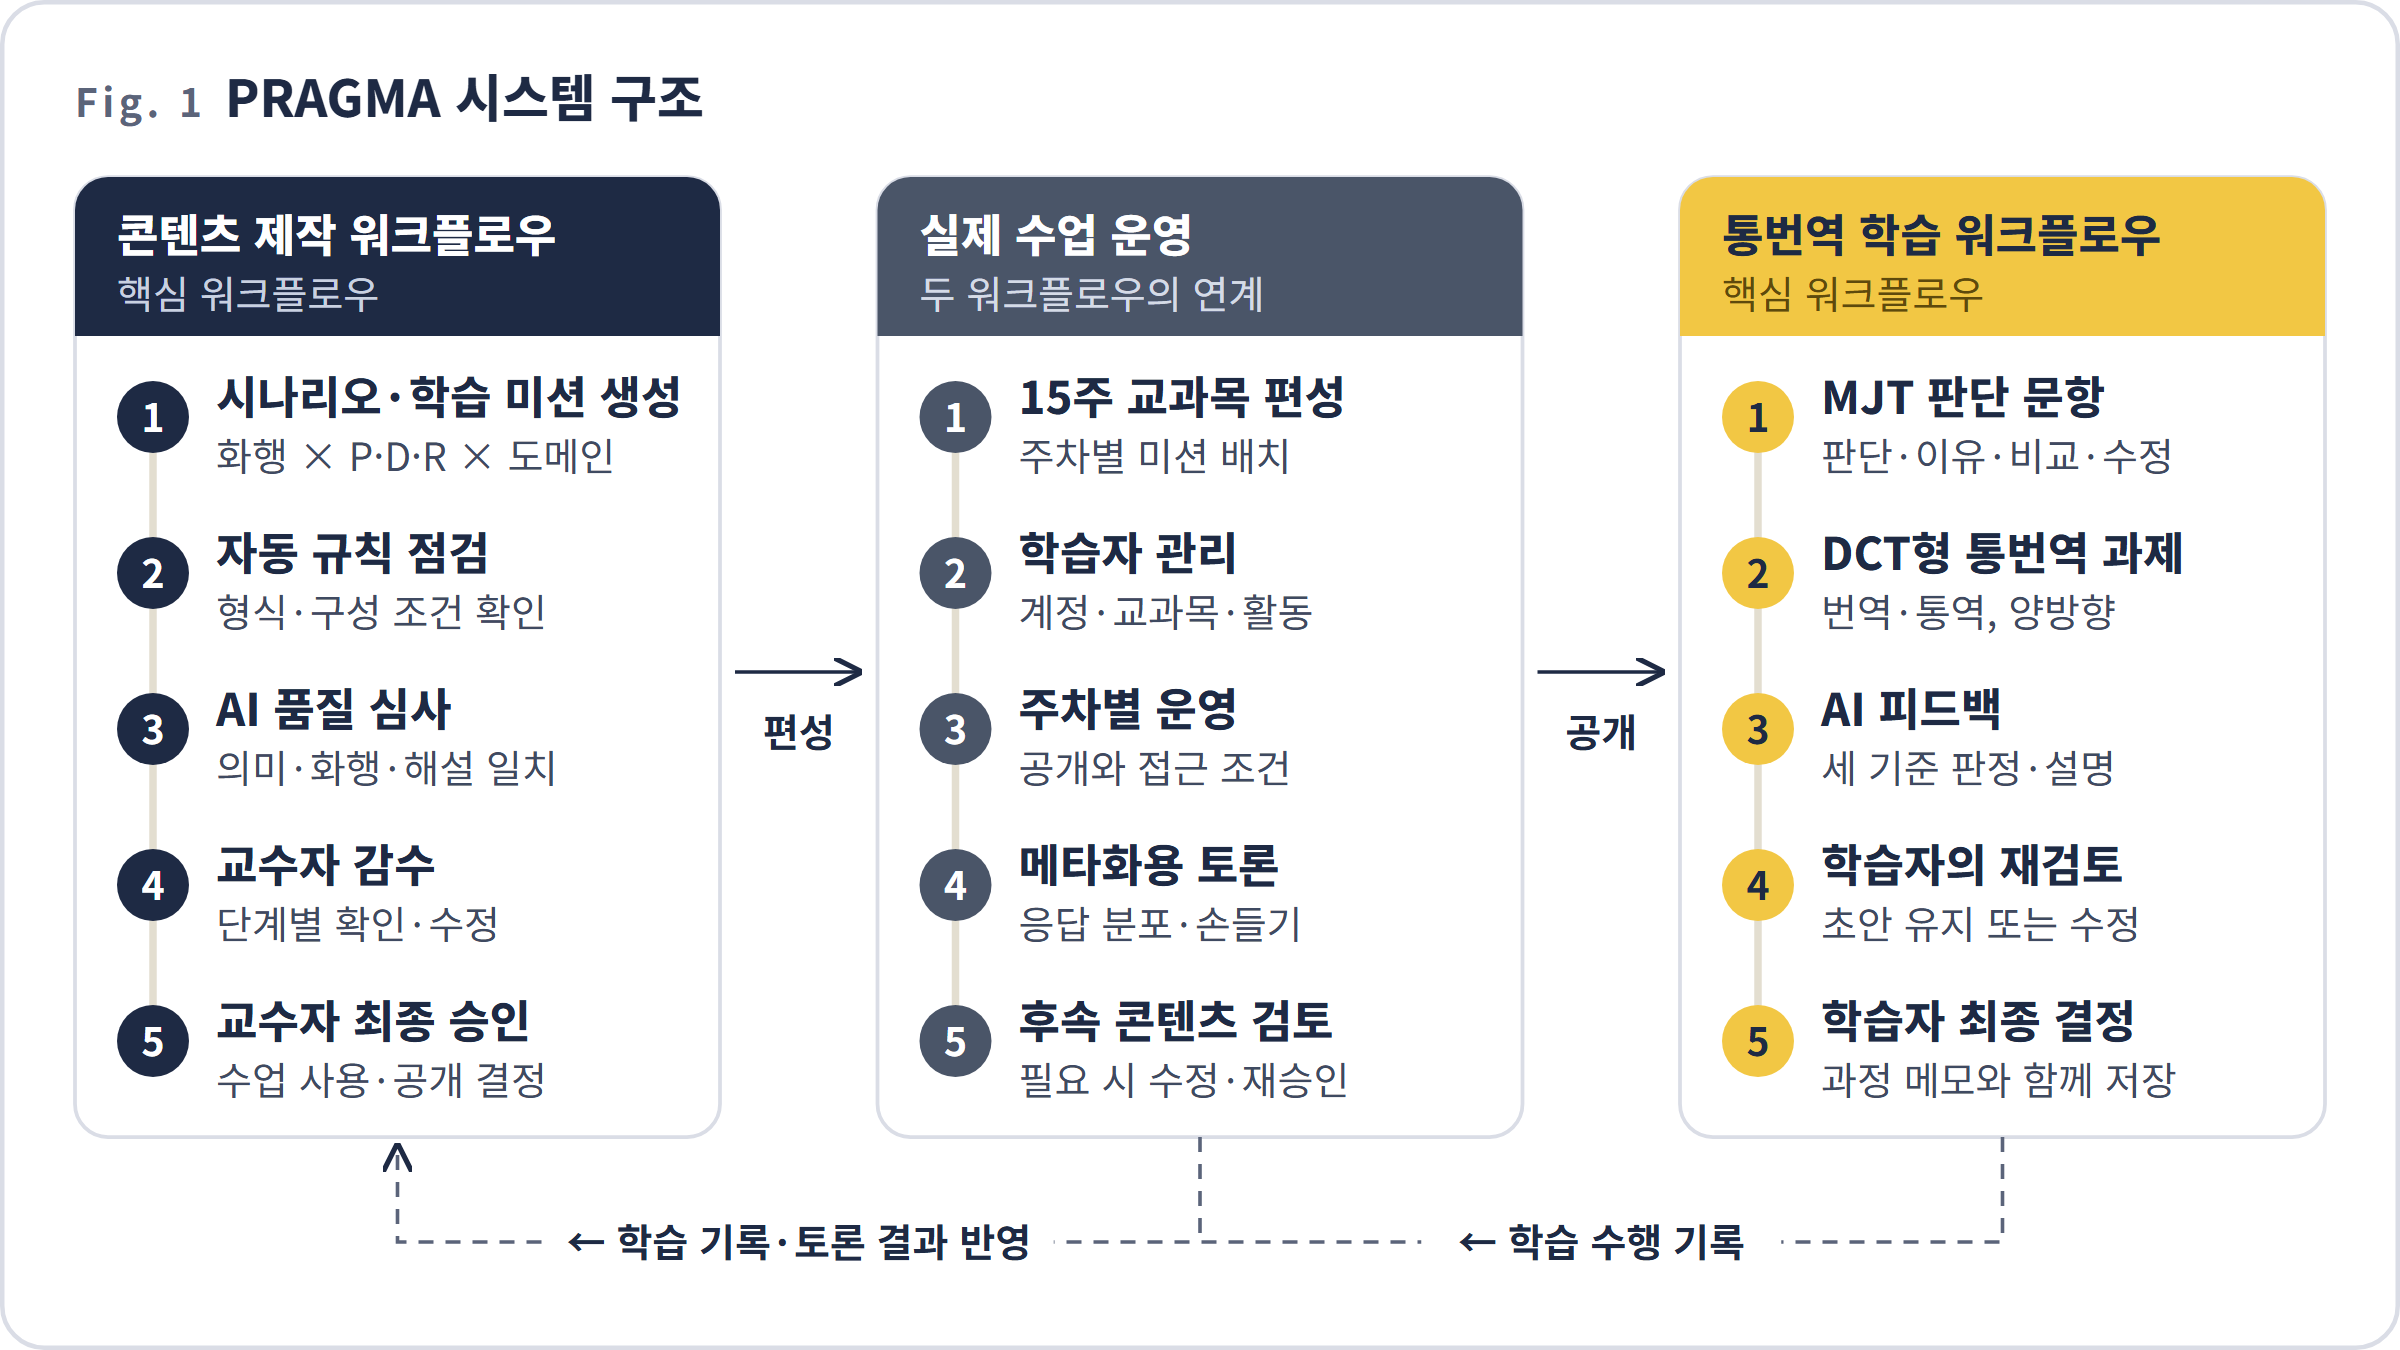 Fig. 1 PRAGMA 시스템 구조
콘텐츠 제작 워크플로우
핵심 워크플로우
1
시나리오·학습 미션 생성
화행 × P·D·R × 도메인
2
자동 규칙 점검
형식·구성 조건 확인
3
AI 품질 심사
의미·화행·해설 일치
4
교수자 감수
단계별 확인·수정
5
교수자 최종 승인
수업 사용·공개 결정
편성
실제 수업 운영
두 워크플로우의 연계
1
15주 교과목 편성
주차별 미션 배치
2
학습자 관리
계정·교과목·활동
3
주차별 운영
공개와 접근 조건
4
메타화용 토론
응답 분포·손들기
5
후속 콘텐츠 검토
필요 시 수정·재승인
공개
통번역 학습 워크플로우
핵심 워크플로우
1
MJT 판단 문항
판단·이유·비교·수정
2
DCT형 통번역 과제
번역·통역, 양방향
3
AI 피드백
세 기준 판정·설명
4
학습자의 재검토
초안 유지 또는 수정
5
학습자 최종 결정
과정 메모와 함께 저장
← 학습 기록·토론 결과 반영
← 학습 수행 기록